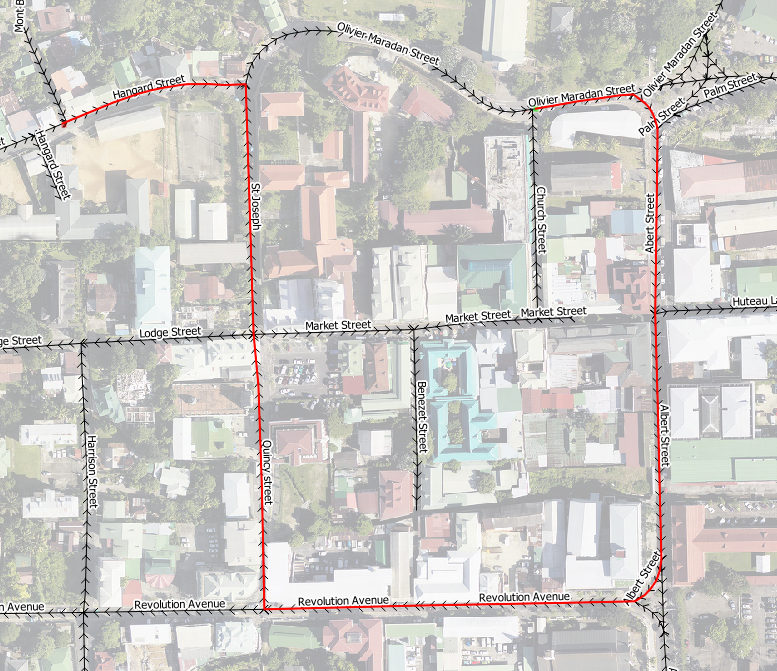 Mont B
Olivier Maradan Street
Olivier Maradan Street
Hangard Street
Olivier Maradan Street
Palm Street
Palm Street
Hangard Street
St Joseph
Church Street
Abert Street
Huteau La
Market Street
Market Street
Market Street
Lodge Street
ge Street
Benezet Street
Albert Street
Harrison Street
Quincy street
Albert Street
n Avenue
Revolution Avenue
Revolution Avenue
Revolution Avenue